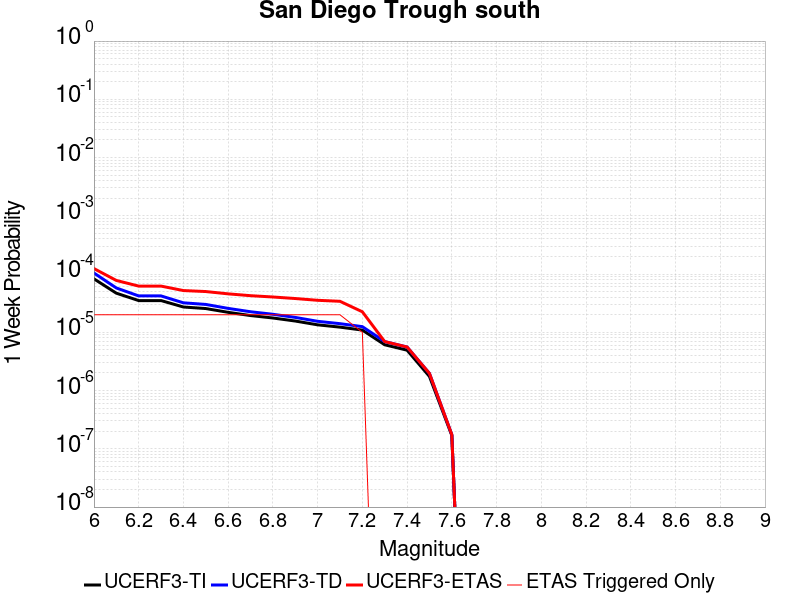 San Diego Trough south
10^0
10^-1
10^-2
10^-3
10^-4
10^-5
10^-6
10^-7
10^-8
1 Week Probability
6 6.2 6.4 6.6 6.8 7 7.2 7.4 7.6 7.8 8 8.2 8.4 8.6 8.8 9
Magnitude
UCERF3-TI UCERF3-TD UCERF3-ETAS ETAS Triggered Only